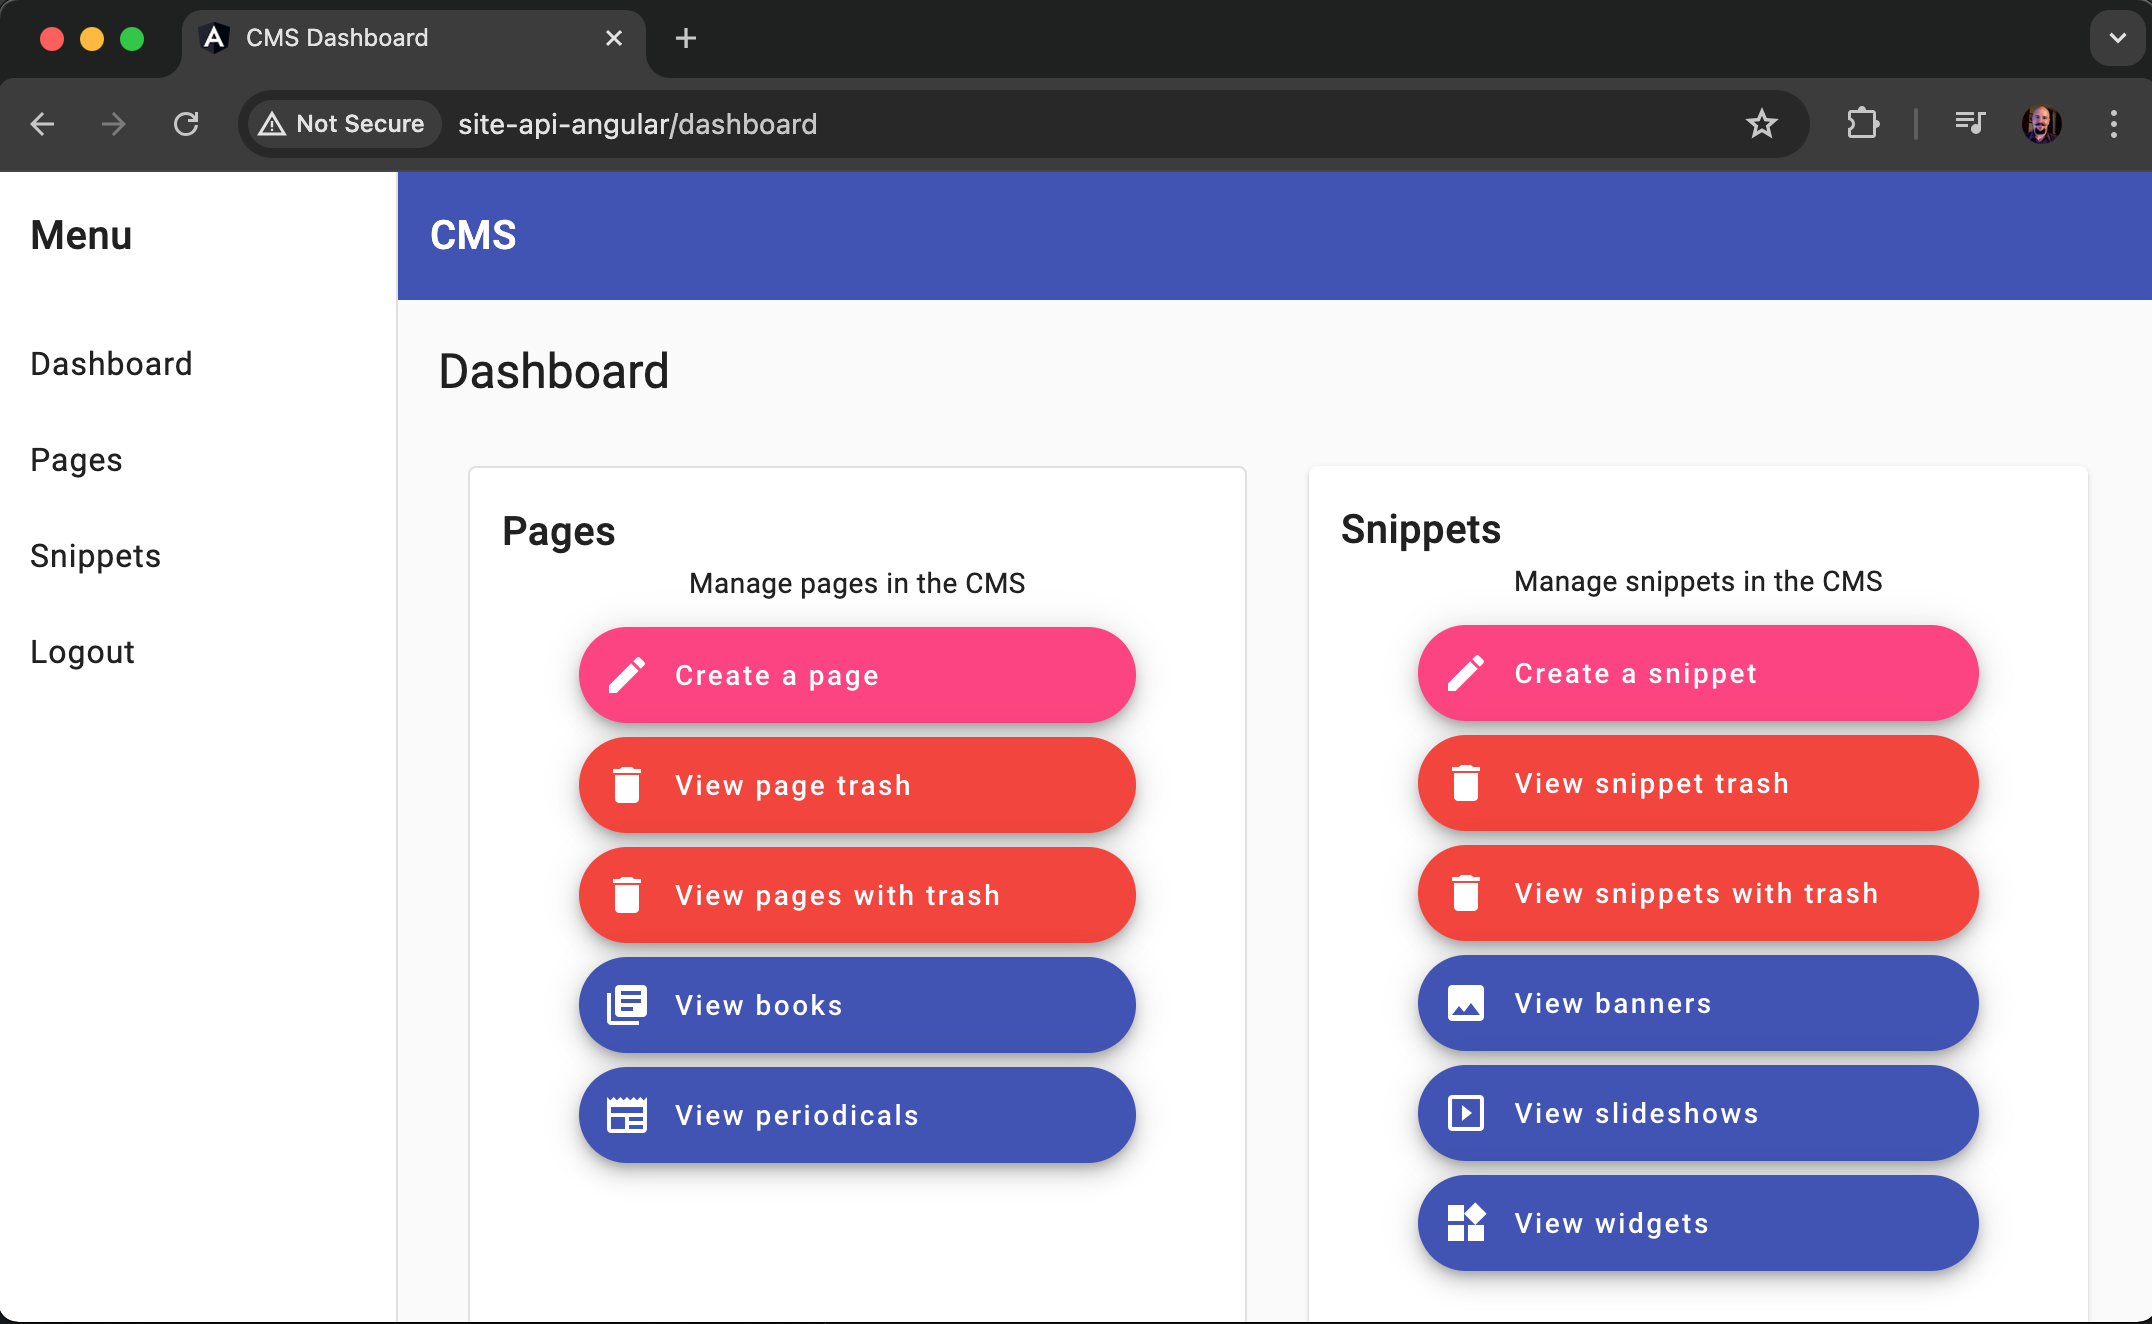 CMS Dashboard
Not Secure site-api-angular/dashboard
Menu
Dashboard
Pages
Snippets
Logout
CMS
Dashboard
Pages
Manage pages in the CMS
Create a page
View page trash
View pages with trash
View books
View periodicals
Snippets
Manage snippets in the CMS
Create a snippet
View snippet trash
View snippets with trash
View banners
View slideshows
View widgets